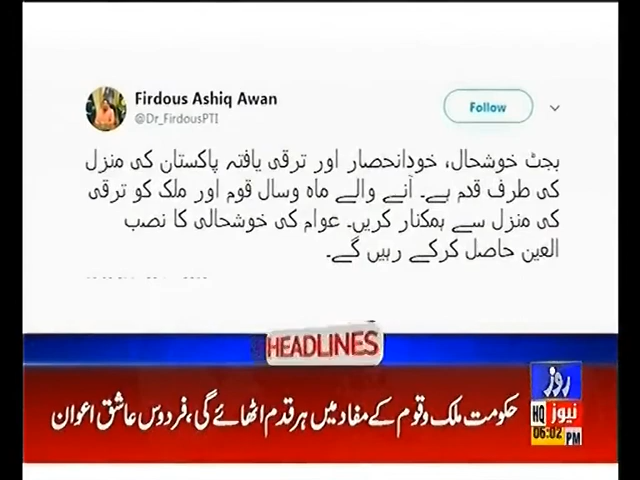 Firdous Ashiq Awan
@Dr_FirdousPTI
Follow
بجٹ خوشحال، خودانحصار اور ترقی یافتہ پاکستان کی منزل
کی طرف قدم ہے۔ آنے والے ماہ وسال قوم اور ملک کو ترقی
کی منزل سے ہمکنار کریں۔ عوام کی خوشحالی کا نصب
العین حاصل کرکے رہیں گے۔
HEADLINES
حکومت ملک وقوم کے مفاد میں ہر قدم اٹھائے گی، فردوس عاشق اعوان
روز
HQ نیوز
06:02 PM